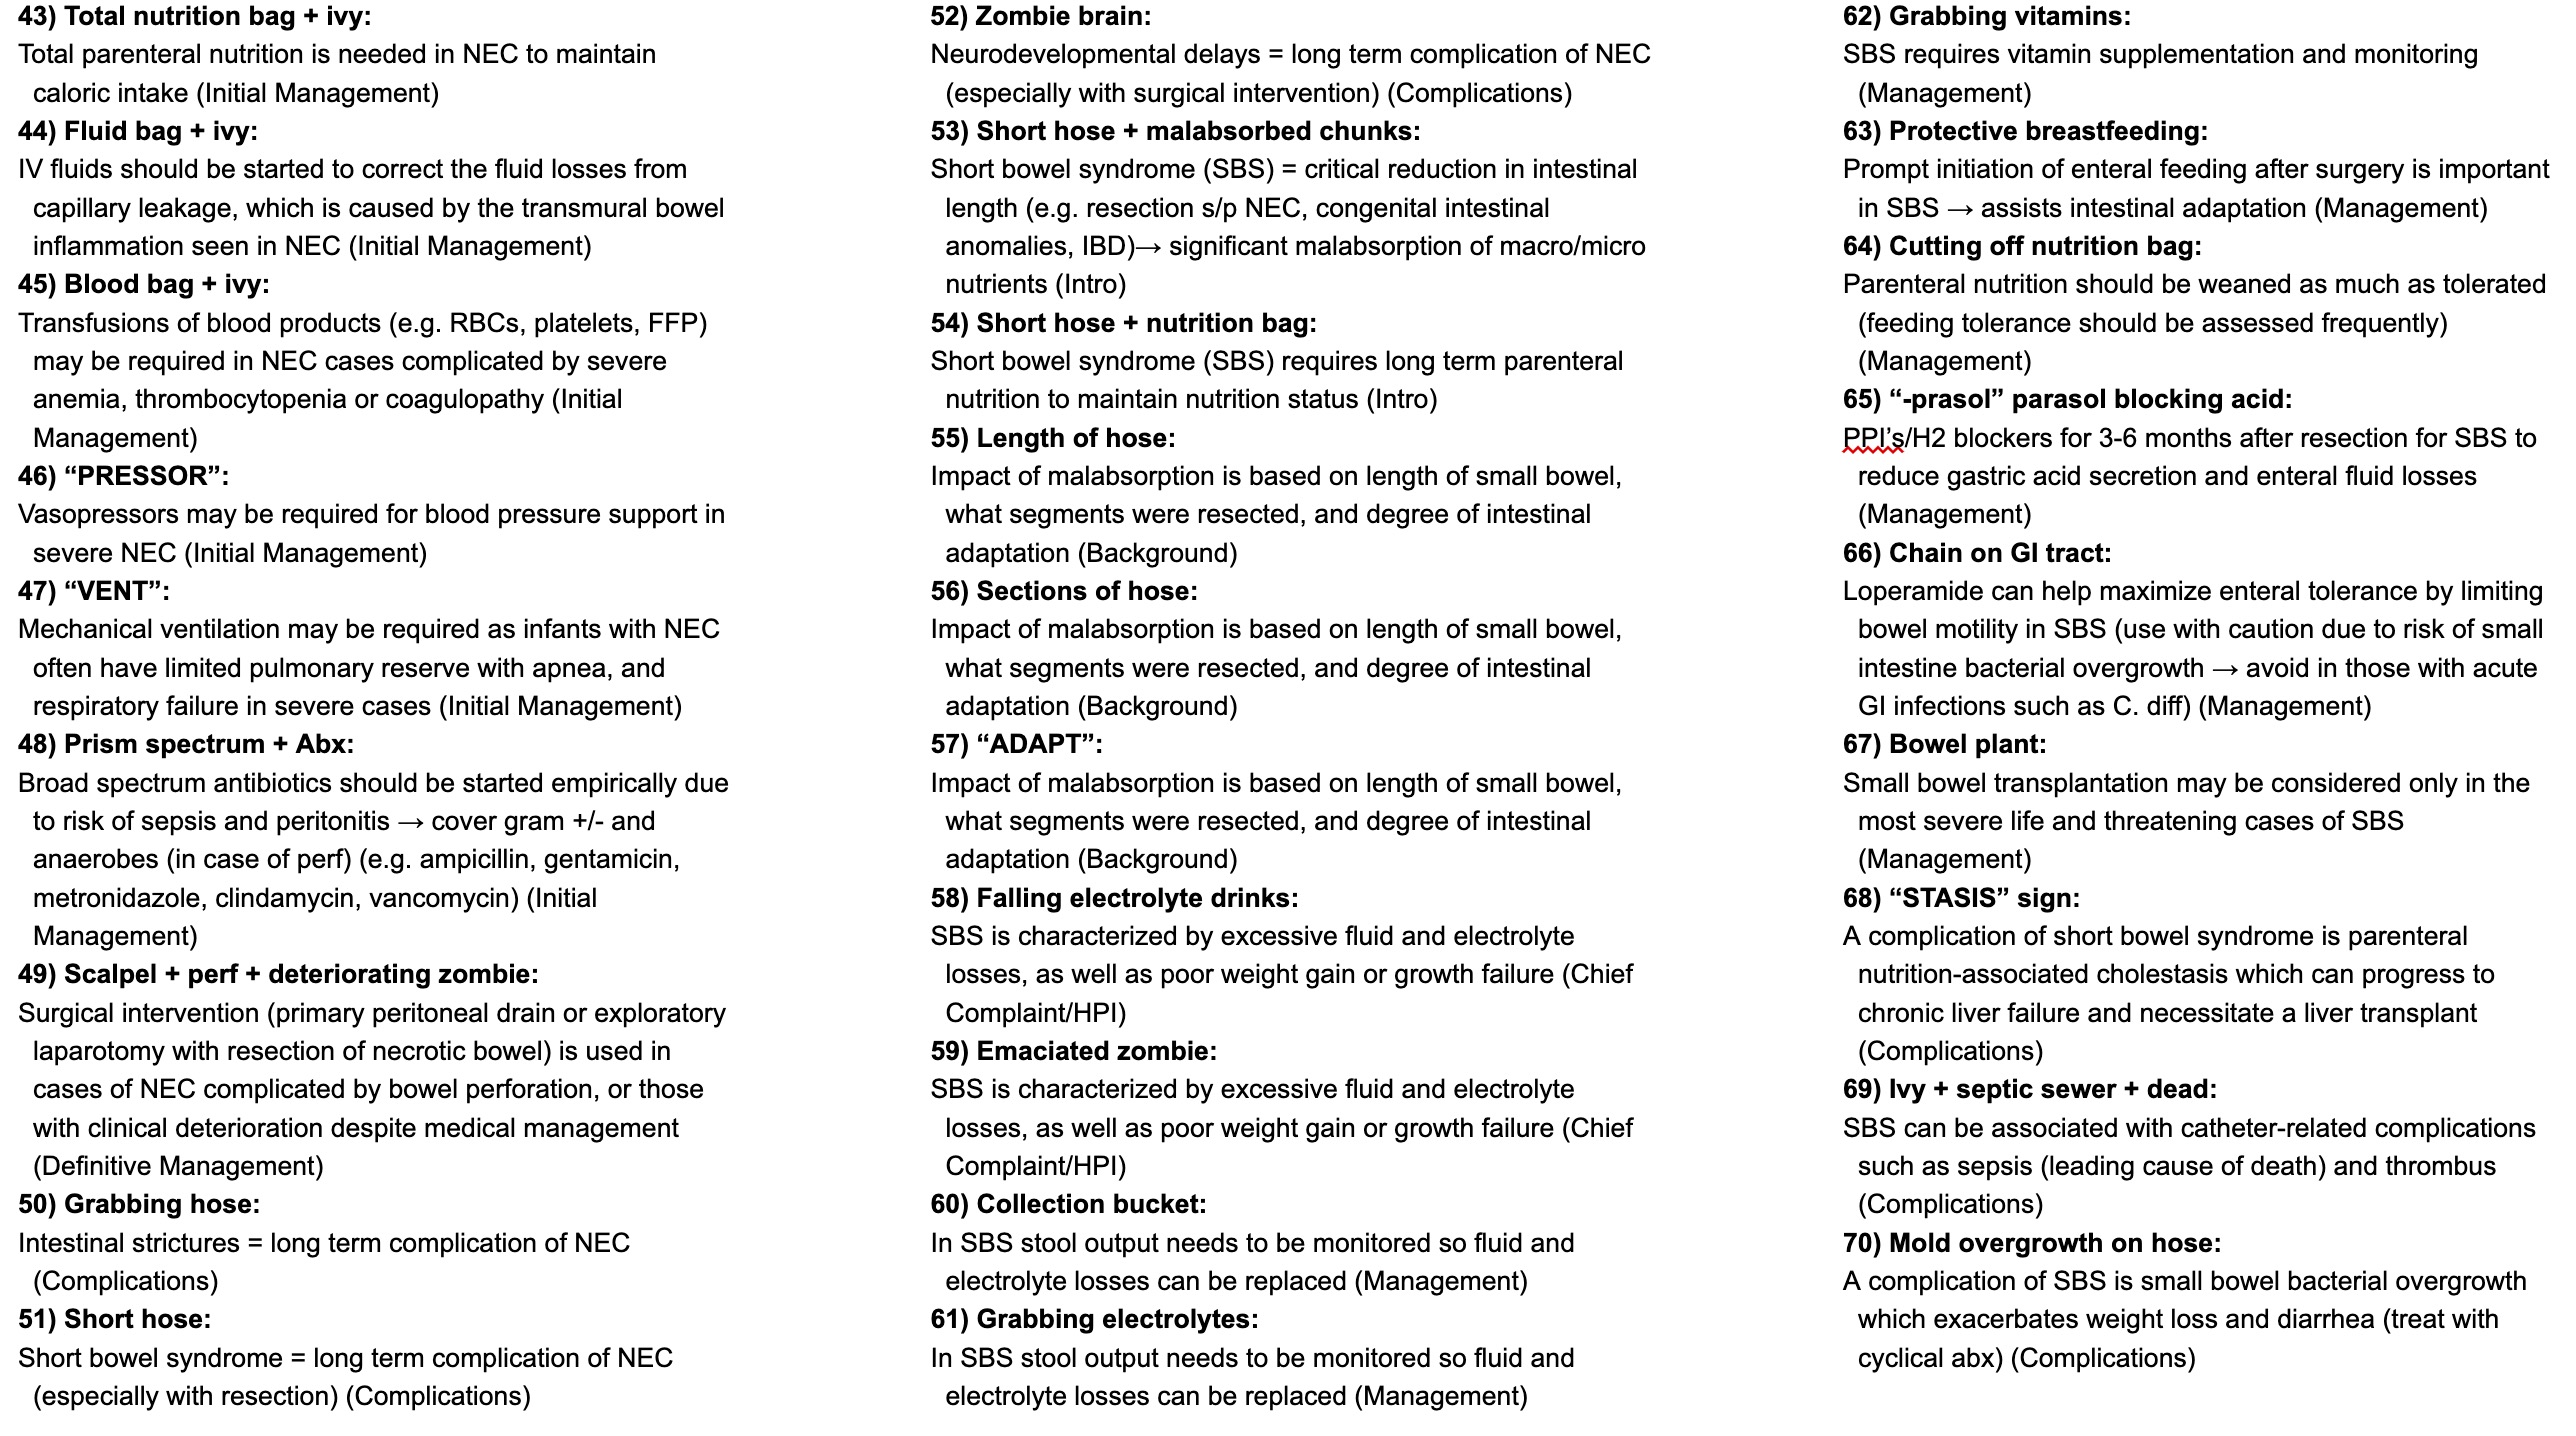 43) Total nutrition bag + ivy:
Total parenteral nutrition is needed in NEC to maintain
caloric intake (Initial Management)
44) Fluid bag + ivy:
IV fluids should be started to correct the fluid losses from
capillary leakage, which is caused by the transmural bowel
inflammation seen in NEC (Initial Management)
45) Blood bag + ivy:
Transfusions of blood products (e.g. RBCs, platelets, FFP)
may be required in NEC cases complicated by severe
anemia, thrombocytopenia or coagulopathy (Initial
Management)
46) “PRESSOR”:
Vasopressors may be required for blood pressure support in
severe NEC (Initial Management)
47) “VENT”:
Mechanical ventilation may be required as infants with NEC
often have limited pulmonary reserve with apnea, and
respiratory failure in severe cases (Initial Management)
48) Prism spectrum + Abx:
Broad spectrum antibiotics should be started empirically due
to risk of sepsis and peritonitis → cover gram +/- and
anaerobes (in case of perf) (e.g. ampicillin, gentamicin,
metronidazole, clindamycin, vancomycin) (Initial
Management)
49) Scalpel + perf + deteriorating zombie:
Surgical intervention (primary peritoneal drain or exploratory
laparotomy with resection of necrotic bowel) is used in
cases of NEC complicated by bowel perforation, or those
with clinical deterioration despite medical management
(Definitive Management)
50) Grabbing hose:
Intestinal strictures = long term complication of NEC
(Complications)
51) Short hose:
Short bowel syndrome = long term complication of NEC
(especially with resection) (Complications)
52) Zombie brain:
Neurodevelopmental delays = long term complication of NEC
(especially with surgical intervention) (Complications)
53) Short hose + malabsorbed chunks:
Short bowel syndrome (SBS) = critical reduction in intestinal
length (e.g. resection s/p NEC, congenital intestinal
anomalies, IBD)→ significant malabsorption of macro/micro
nutrients (Intro)
54) Short hose + nutrition bag:
Short bowel syndrome (SBS) requires long term parenteral
nutrition to maintain nutrition status (Intro)
55) Length of hose:
Impact of malabsorption is based on length of small bowel,
what segments were resected, and degree of intestinal
adaptation (Background)
56) Sections of hose:
Impact of malabsorption is based on length of small bowel,
what segments were resected, and degree of intestinal
adaptation (Background)
57) “ADAPT”:
Impact of malabsorption is based on length of small bowel,
what segments were resected, and degree of intestinal
adaptation (Background)
58) Falling electrolyte drinks:
SBS is characterized by excessive fluid and electrolyte
losses, as well as poor weight gain or growth failure (Chief
Complaint/HPI)
59) Emaciated zombie:
SBS is characterized by excessive fluid and electrolyte
losses, as well as poor weight gain or growth failure (Chief
Complaint/HPI)
60) Collection bucket:
In SBS stool output needs to be monitored so fluid and
electrolyte losses can be replaced (Management)
61) Grabbing electrolytes:
In SBS stool output needs to be monitored so fluid and
electrolyte losses can be replaced (Management)
62) Grabbing vitamins:
SBS requires vitamin supplementation and monitoring
(Management)
63) Protective breastfeeding:
Prompt initiation of enteral feeding after surgery is important
in SBS → assists intestinal adaptation (Management)
64) Cutting off nutrition bag:
Parenteral nutrition should be weaned as much as tolerated
(feeding tolerance should be assessed frequently)
(Management)
65) “-prasol” parasol blocking acid:
PPI’s/H2 blockers for 3-6 months after resection for SBS to
reduce gastric acid secretion and enteral fluid losses
(Management)
66) Chain on GI tract:
Loperamide can help maximize enteral tolerance by limiting
bowel motility in SBS (use with caution due to risk of small
intestine bacterial overgrowth → avoid in those with acute
GI infections such as C. diff) (Management)
67) Bowel plant:
Small bowel transplantation may be considered only in the
most severe life and threatening cases of SBS
(Management)
68) “STASIS” sign:
A complication of short bowel syndrome is parenteral
nutrition-associated cholestasis which can progress to
chronic liver failure and necessitate a liver transplant
(Complications)
69) Ivy + septic sewer + dead:
SBS can be associated with catheter-related complications
such as sepsis (leading cause of death) and thrombus
(Complications)
70) Mold overgrowth on hose:
A complication of SBS is small bowel bacterial overgrowth
which exacerbates weight loss and diarrhea (treat with
cyclical abx) (Complications)